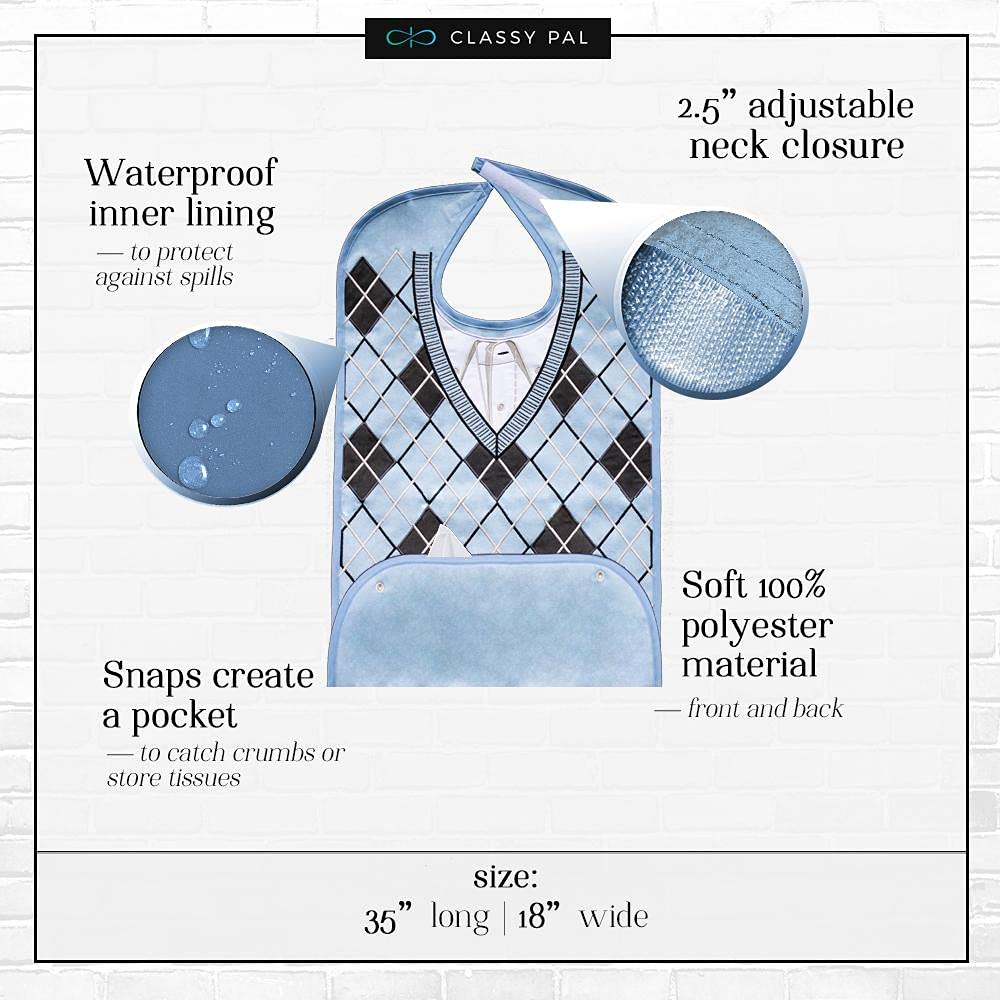 CLASSY PAL
2.5” adjustable
neck closure
Waterproof
inner lining
— to protect
against spills
Soft 100%
polyester
material
— front and back
Snaps create
a pocket
— to catch crumbs or
store tissues
size:
35” long | 18” wide